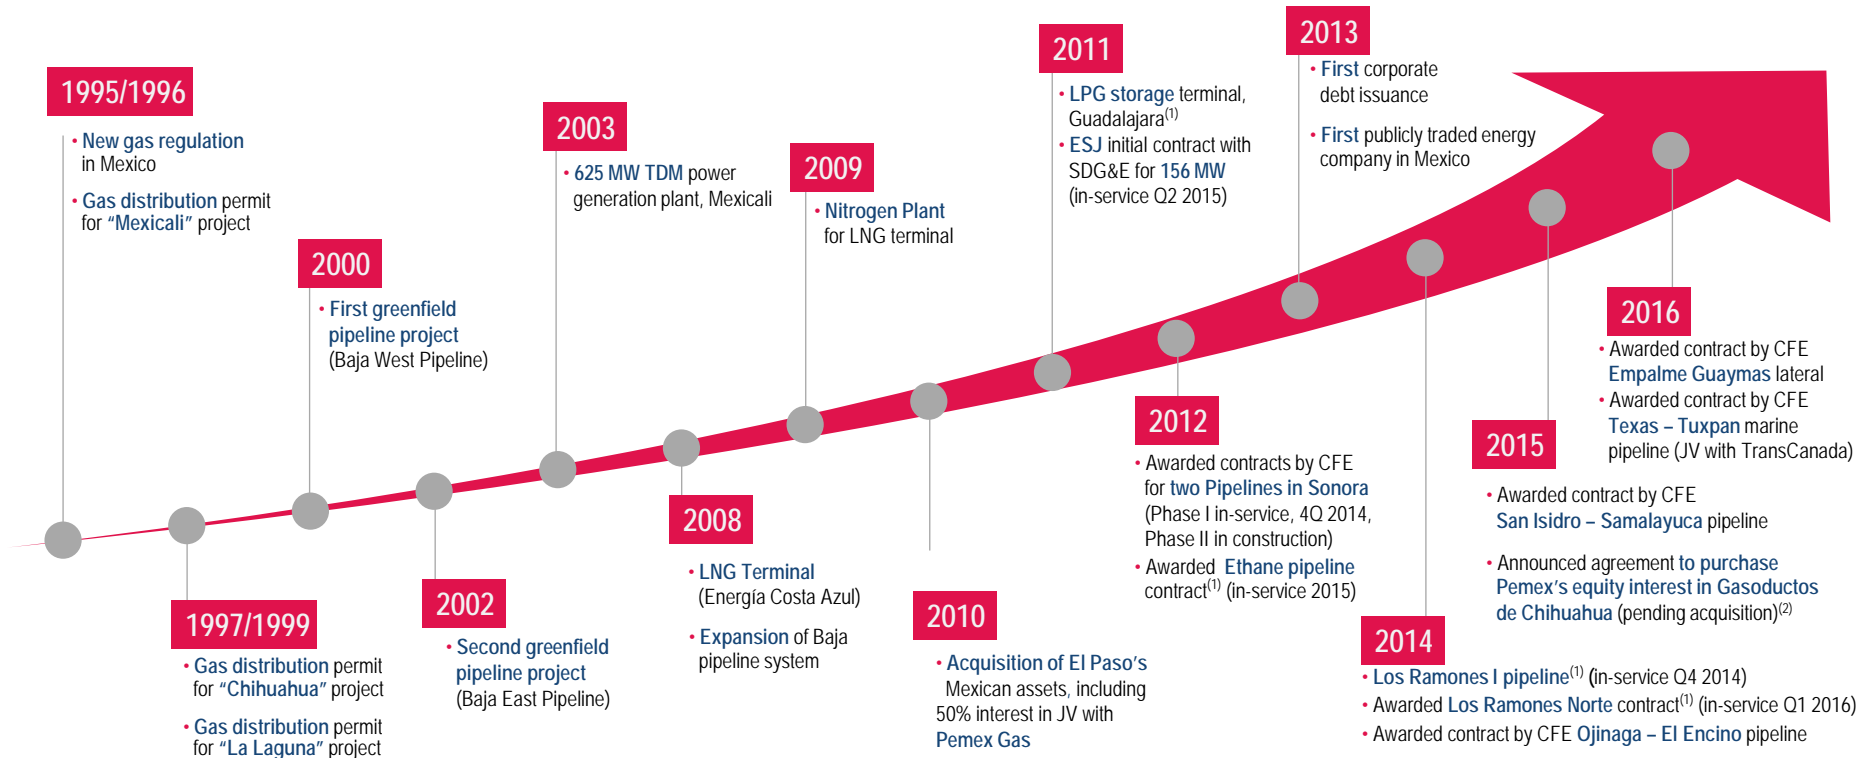 1995/1996
• New gas regulation
in Mexico
• Gas distribution permit
for “Mexicali” project
1997/1999
• Gas distribution permit
for “Chihuahua” project
• Gas distribution permit
for “La Laguna” project
2000
• First greenfield
pipeline project
(Baja West Pipeline)
2002
• Second greenfield
pipeline project
(Baja East Pipeline)
2003
• 625 MW TDM power
generation plant, Mexicali
2008
• LNG Terminal
(Energía Costa Azul)
• Expansion of Baja
pipeline system
2009
• Nitrogen Plant
for LNG terminal
2010
• Acquisition of El Paso’s
Mexican assets, including
50% interest in JV with
Pemex Gas
2011
• LPG storage terminal,
Guadalajara(1)
• ESJ initial contract with
SDG&E for 156 MW
(in-service Q2 2015)
2012
• Awarded contracts by CFE
for two Pipelines in Sonora
(Phase I in-service, 4Q 2014,
Phase II in construction)
• Awarded Ethane pipeline
contract(1) (in-service 2015)
2013
• First corporate
debt issuance
• First publicly traded energy
company in Mexico
2014
• Los Ramones I pipeline(1) (in-service Q4 2014)
• Awarded Los Ramones Norte contract(1) (in-service Q1 2016)
• Awarded contract by CFE Ojinaga – El Encino pipeline
2015
• Awarded contract by CFE
San Isidro – Samalayuca pipeline
• Announced agreement to purchase
Pemex’s equity interest in Gasoductos
de Chihuahua (pending acquisition)(2)
2016
• Awarded contract by CFE
Empalme Guaymas lateral
• Awarded contract by CFE
Texas – Tuxpan marine
pipeline (JV with TransCanada)